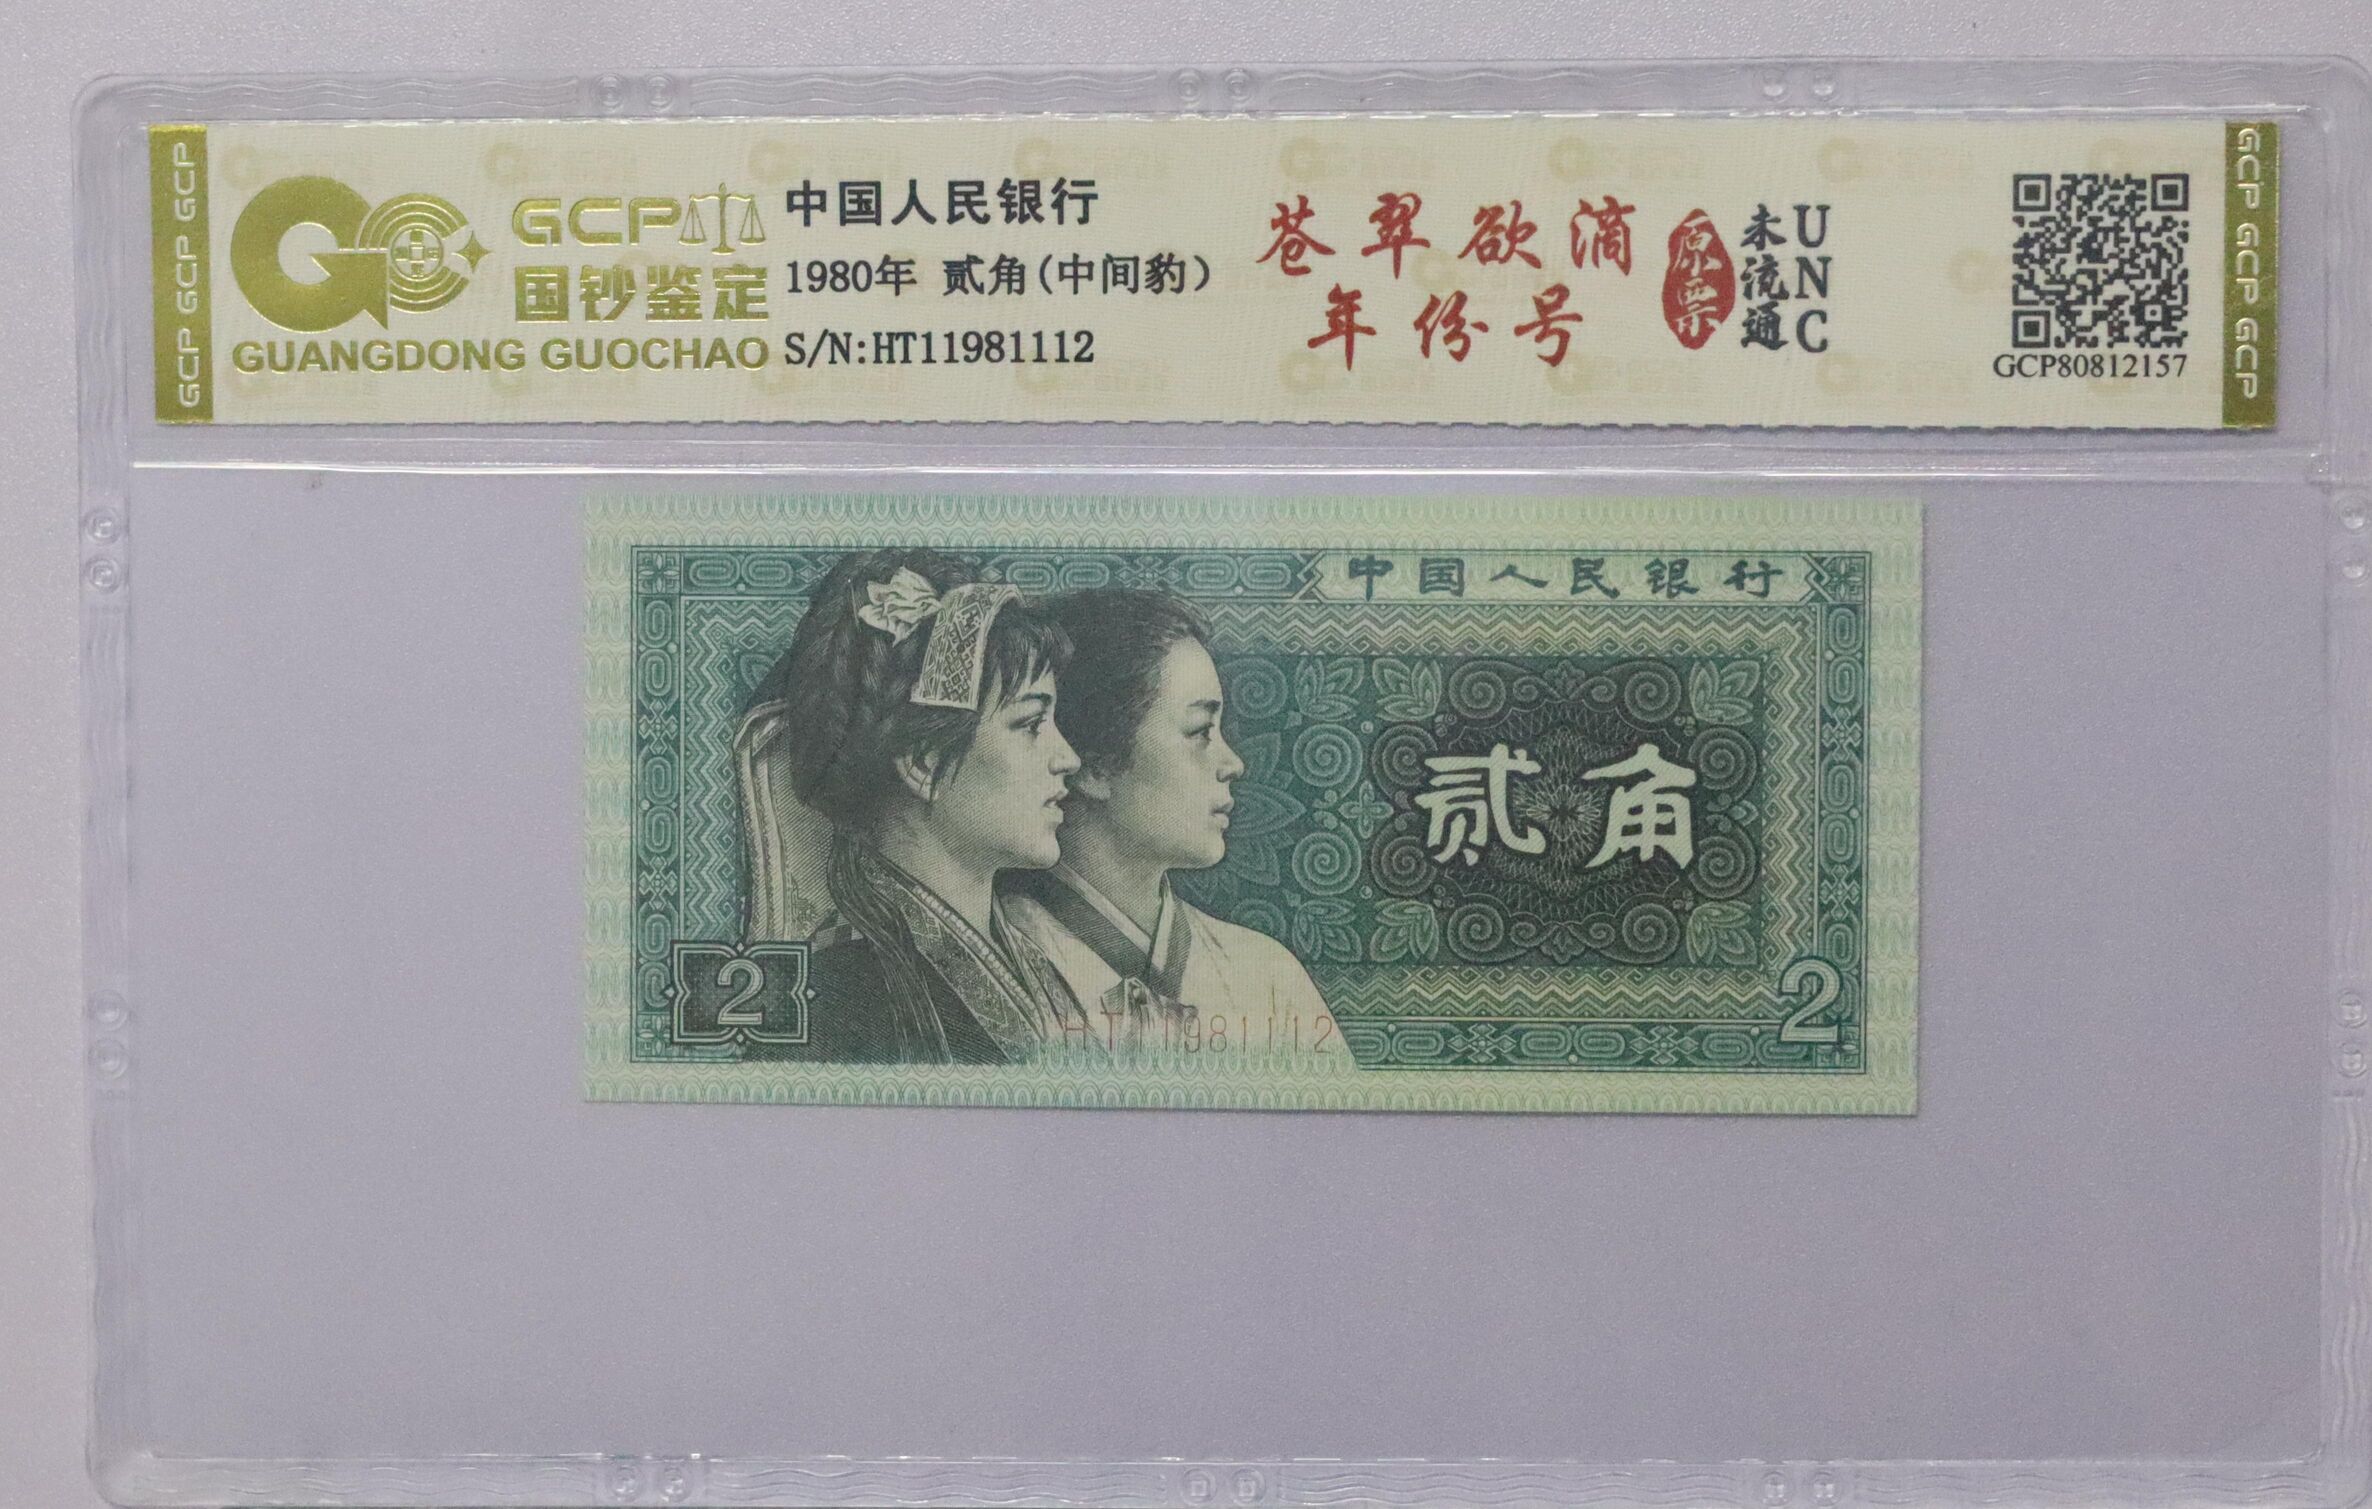 GCP GCP GCP
GCP
国钞鉴定
GUANGDONG GUOCHAO
中国人民银行
1980年 贰角(中间豹)
S/N:HT11981112
苍翠欲滴
年份号
原票
未流通
UNC
GCP80812157
GCP GCP GCP
中国人民银行
贰角
2
HT11981112
2